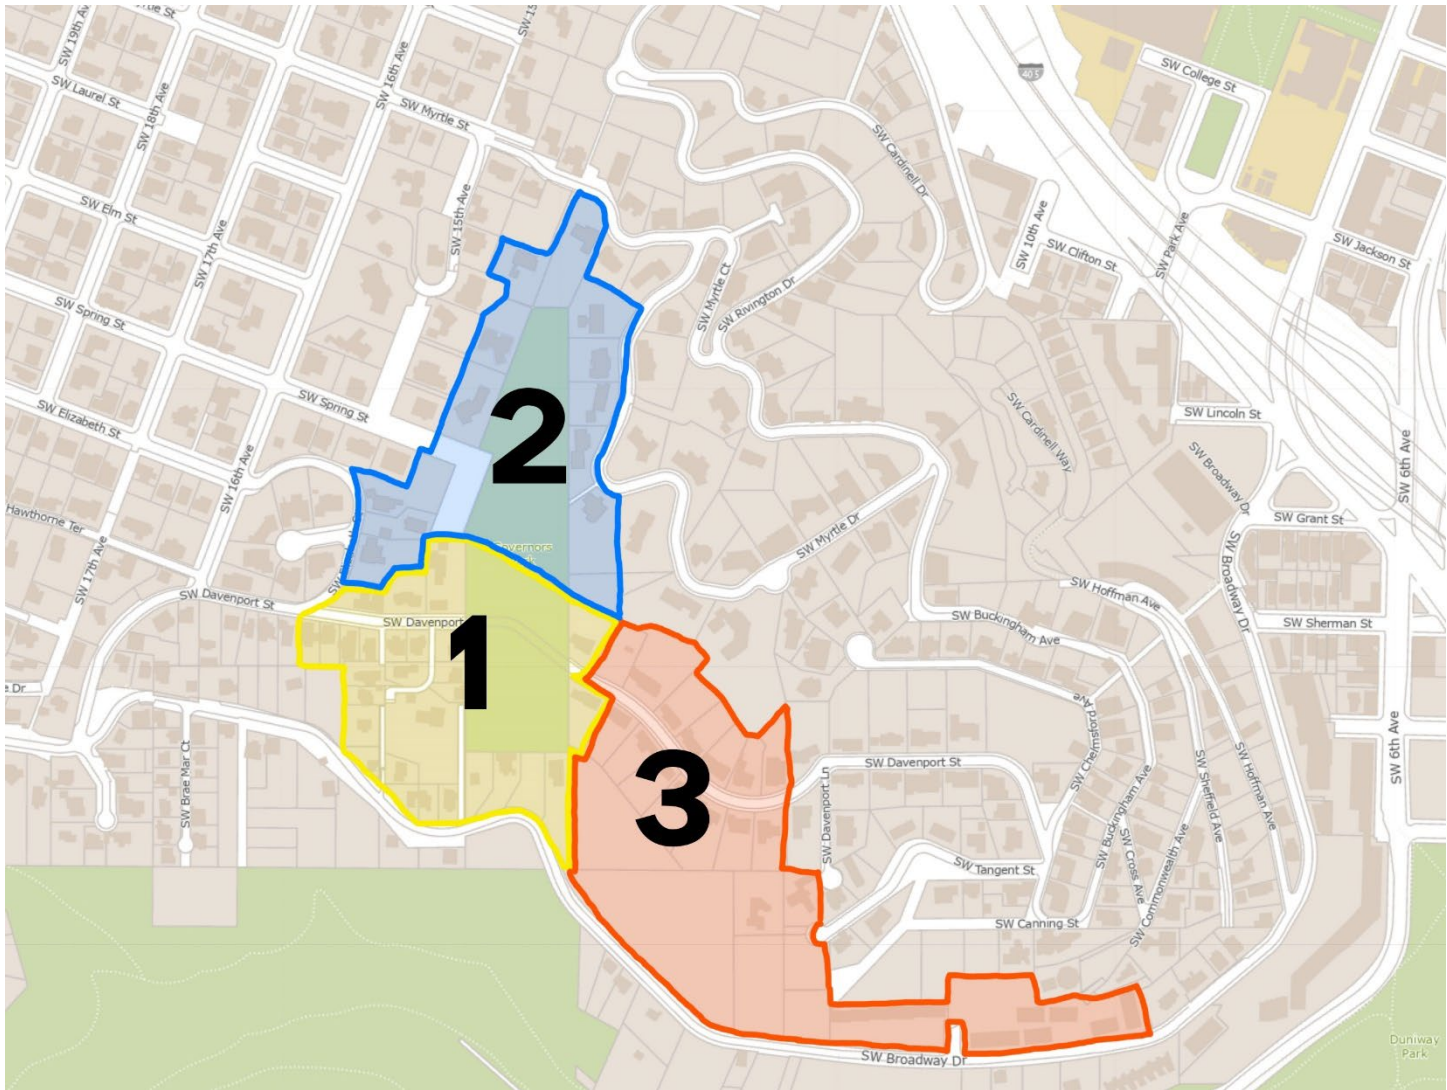 SW 19th Ave
rtle St
SW 16th Ave
SW 15
SW College St
405
SW Laurel St
SW 18th Ave
SW Myrtle St
SW Cardinell Dr
SW Elm St
SW 15th Ave
SW 17th Ave
SW 10th Ave
SW Clifton St
SW Park Ave
SW Jackson St
SW Myrtle Ct
SW Rivington Dr
SW Spring St
SW Spring St
2
SW Cardinell Way
SW Lincoln St
SW Elizabeth St
SW 16th Ave
SW Broadway Dr
SW 6th Ave
Hawthorne Ter
SW Grant St
SW Myrtle Dr
Governors
SW 17th Ave
SW Davenport St
SW Hoffman Ave
SW Broadway Dr
SW Davenport
SW Buckingham Ave
SW Sherman St
1
e Dr
SW Chelmsford Ave
SW Brae Mar Ct
3
SW Davenport St
SW Davenport Ln
SW Hoffman Ave
SW Sheffield Ave
SW 6th Ave
SW Buckingham Ave
SW Tangent St
SW Cross Ave
SW Commonwealth Ave
SW Canning St
SW Broadway Dr
Duniway
Park